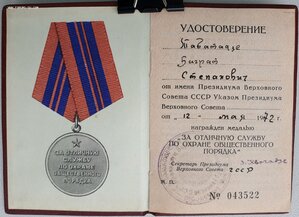 ЗА ОТЛИЧНУЮ
СЛУЖБУ
ПО ОХРАНЕ
ОБЩЕСТВЕННОГО
ПОРЯДКА
УДОСТОВЕРЕНИЕ
Степанович
от имени Президиума Верховного
Совета СССР Указом Президиума
Верховного Совета
от "12" мая 1972 г.
награжден медалью
„ЗА ОТЛИЧНУЮ СЛУЖБУ
ПО ОХРАНЕ ОБЩЕСТВЕННОГО
ПОРЯДКА"
Секретарь Президиума
Верховного Совета ГССР
М. П.
№ 043522